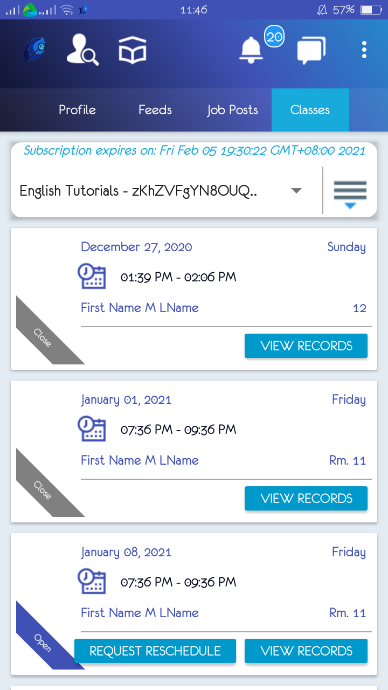 11:46
57%
20
Profile Feeds Job Posts Classes
Subscription expires on: Fri Feb 05 19:30:22 GMT+08:00 2021
English Tutorials - zKhZVFgYN8OUQ..
December 27, 2020 Sunday
01:39 PM - 02:06 PM
First Name M LName 12
Close
VIEW RECORDS
January 01, 2021 Friday
07:36 PM - 09:36 PM
First Name M LName Rm. 11
Close
VIEW RECORDS
January 08, 2021 Friday
07:36 PM - 09:36 PM
First Name M LName Rm. 11
Open
REQUEST RESCHEDULE VIEW RECORDS